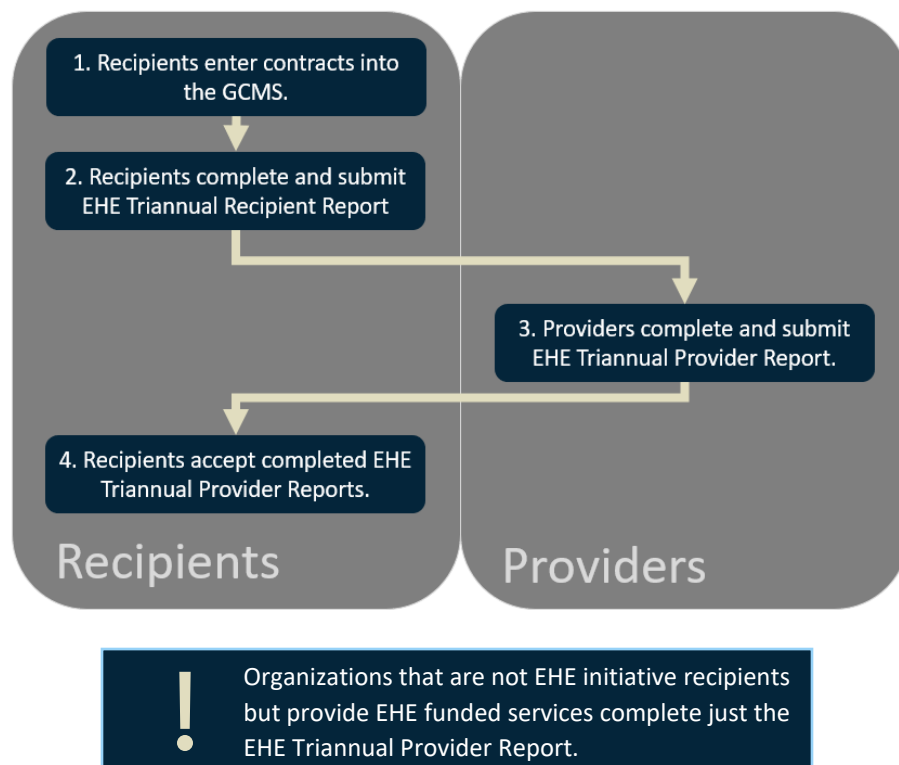 1. Recipients enter contracts into
the GCMS.
2. Recipients complete and submit
EHE Triannual Recipient Report
3. Providers complete and submit
EHE Triannual Provider Report.
4. Recipients accept completed EHE
Triannual Provider Reports.
Recipients
Providers
!
Organizations that are not EHE initiative recipients
but provide EHE funded services complete just the
EHE Triannual Provider Report.